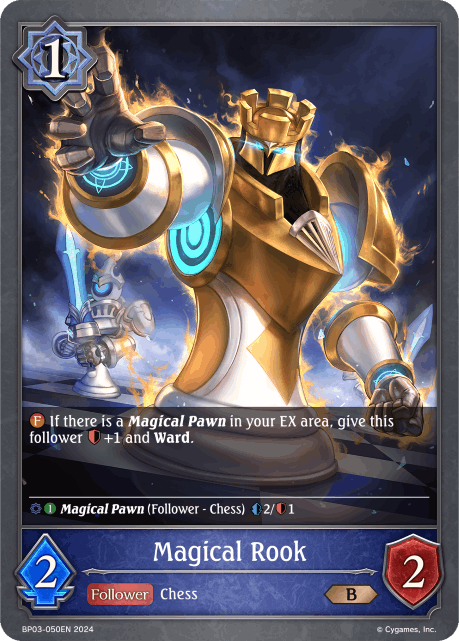 1
F If there is a Magical Pawn in your EX area, give this
follower +1 and Ward.
1 Magical Pawn (Follower - Chess) 2/1
Magical Rook
2
Follower Chess
B
2
BP03-050EN 2024
© Cygames, Inc.